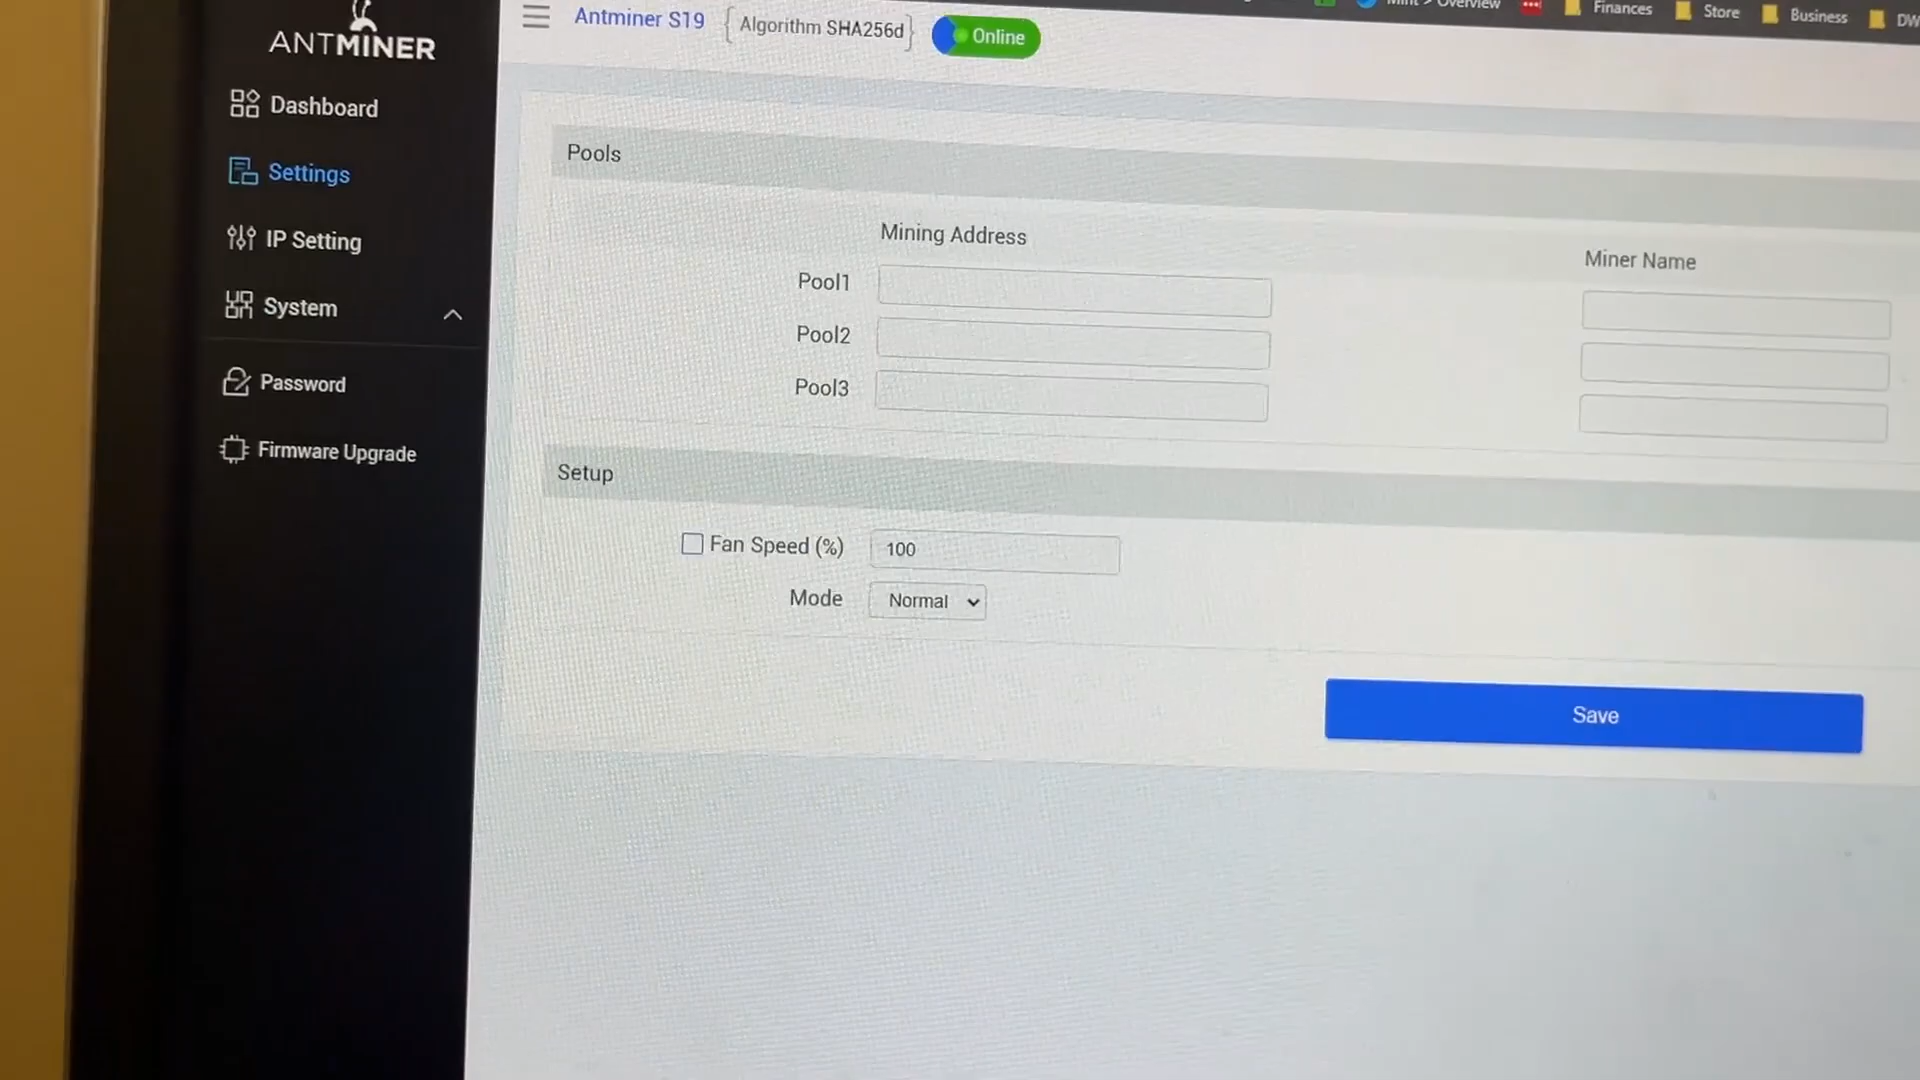 ANTMINER
Antminer S19
Algorithm SHA256d
Online
Overview
Finances
Store
Business
Dashboard
Settings
IP Setting
System
Password
Firmware Upgrade
Pools
Mining Address
Miner Name
Pool1
Pool2
Pool3
Setup
Fan Speed (%)
100
Mode
Normal
Save